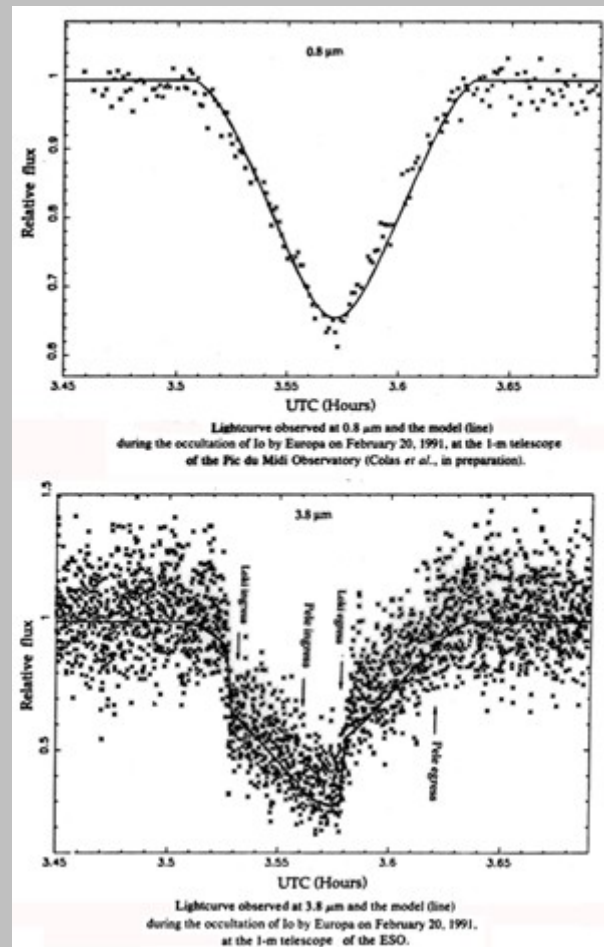 0.8 μm
1
0.9
0.8
0.7
0.6
Relative flux
3.45
3.5
3.55
3.6
3.65
UTC (Hours)
Lightcurve observed at 0.8 μm and the model (line)
during the occultation of Io by Europa on February 20, 1991, at the 1-m telescope
of the Pic du Midi Observatory (Colas et al., in preparation).
3.8 μm
1.5
1
0.5
Relative flux
Loki ingress
Pele ingress
Loki egress
Pele egress
3.45
3.5
3.55
3.6
3.65
UTC (Hours)
Lightcurve observed at 3.8 μm and the model (line)
during the occultation of Io by Europa on February 20, 1991,
at the 1-m telescope of the ESO.